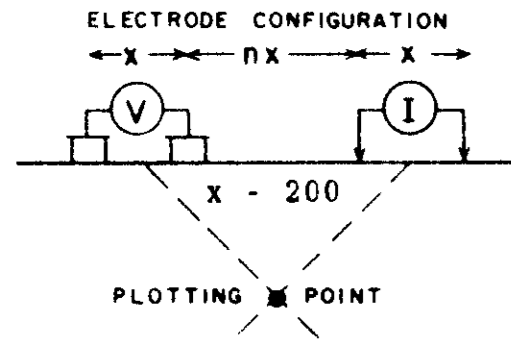 ELECTRODE CONFIGURATION
x nx x
V I
x - 200
PLOTTING POINT